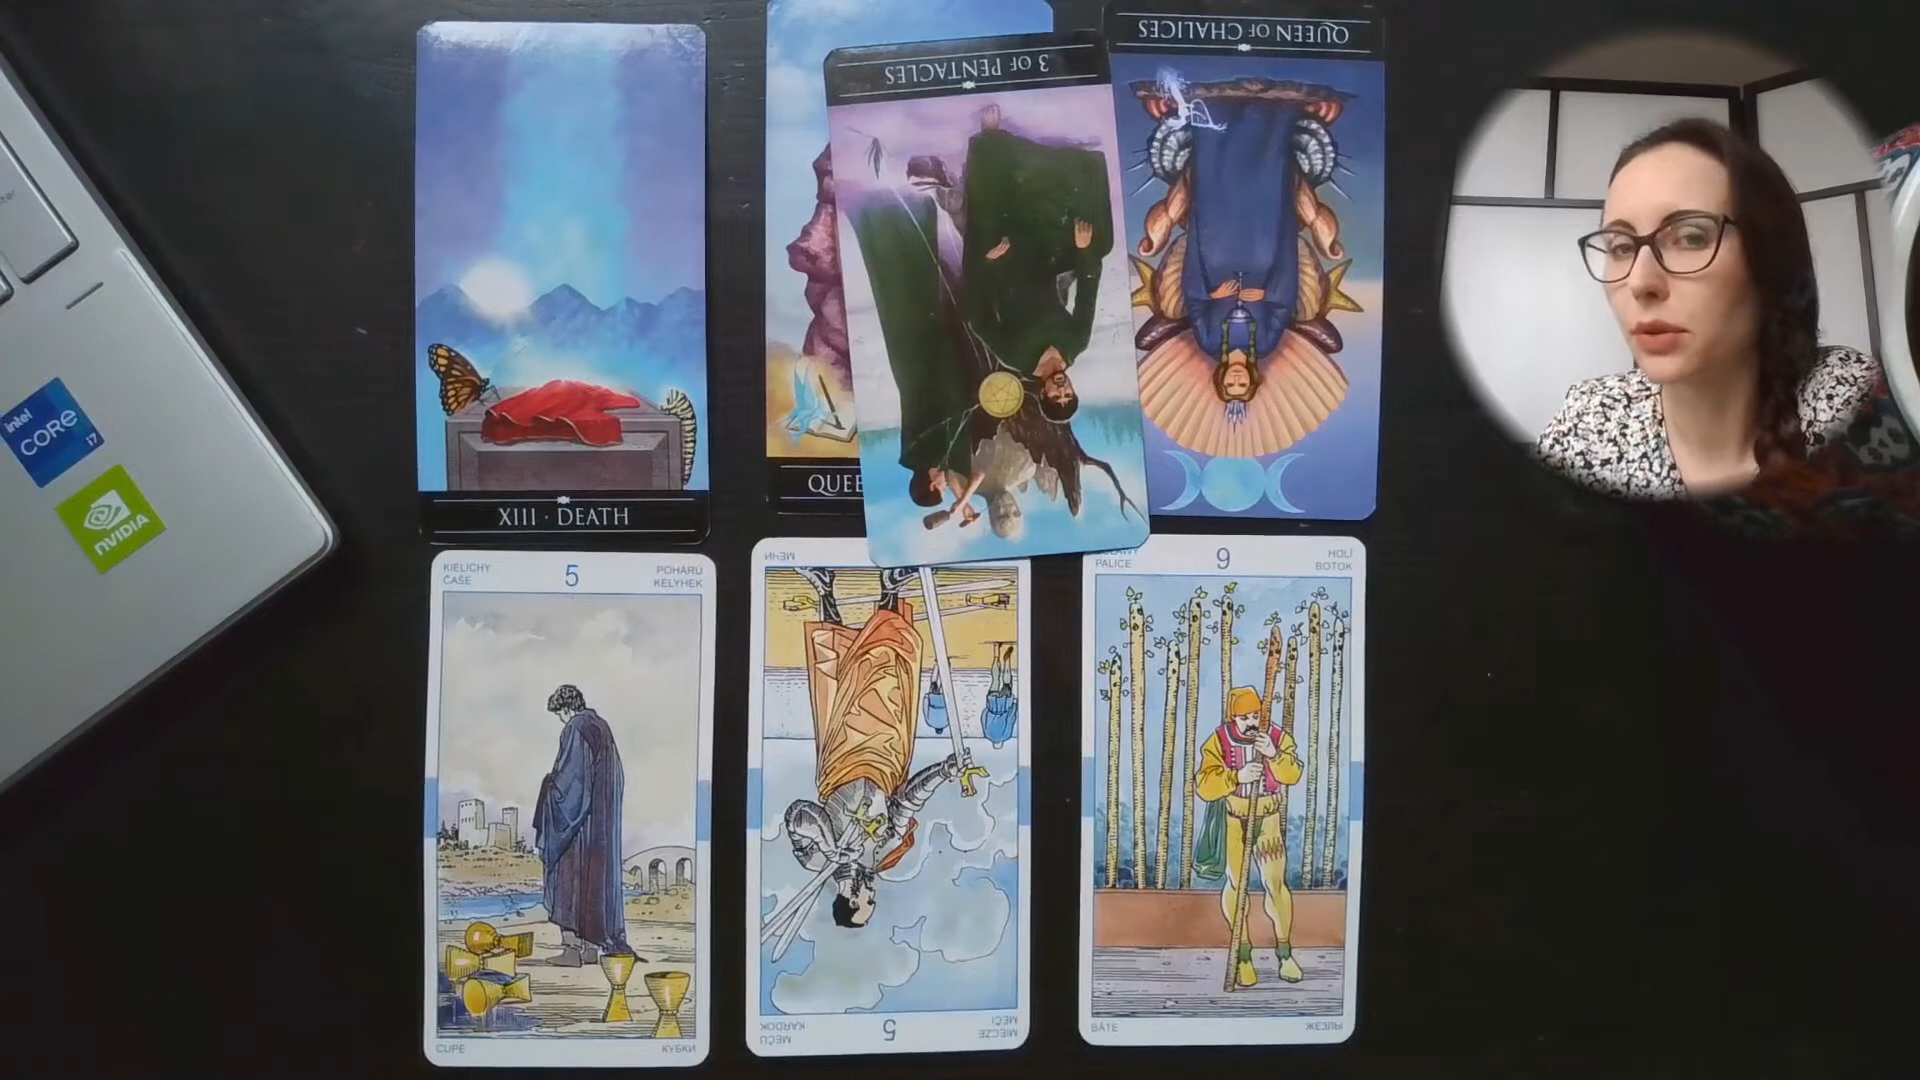 QUEEN OF CHALICES
3 OF PENTACLES
XIII · DEATH
QUEE
intel
CORE
i7
NVIDIA
KIELICHY
ČAŠE
5
POHÁRŮ
KELYHEK
CUPE
КУБКИ
МЕЧИ
MEČŮ
KARDOK
5
MIECZE
MEČI
PALICE
9
HOLÍ
BOTOK
BÂTE
ЖЕЗЛЫ